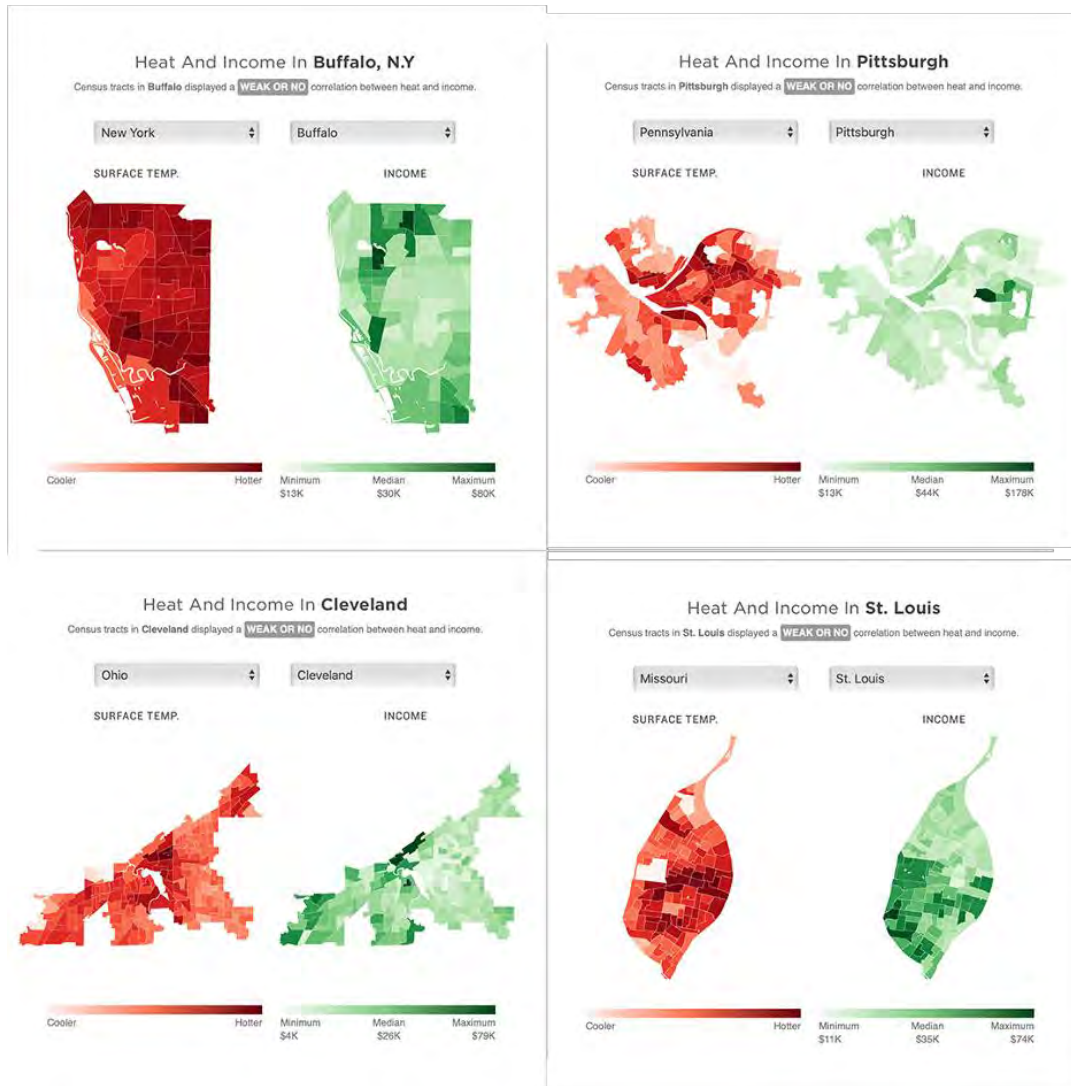 Heat And Income In Buffalo, N.Y
Census tracts in Buffalo displayed a WEAK OR NO correlation between heat and income.
New York
Buffalo
SURFACE TEMP.
INCOME
Cooler
Hotter
Minimum
Median
Maximum
$13K
$30K
$80K
Heat And Income In Pittsburgh
Census tracts in Pittsburgh displayed a WEAK OR NO correlation between heat and income.
Pennsylvania
Pittsburgh
SURFACE TEMP.
INCOME
Cooler
Hotter
Minimum
Median
Maximum
$13K
$44K
$178K
Heat And Income In Cleveland
Census tracts in Cleveland displayed a WEAK OR NO correlation between heat and income.
Ohio
Cleveland
SURFACE TEMP.
INCOME
Cooler
Hotter
Minimum
Median
Maximum
$4K
$26K
$79K
Heat And Income In St. Louis
Census tracts in St. Louis displayed a WEAK OR NO correlation between heat and income.
Missouri
St. Louis
SURFACE TEMP.
INCOME
Cooler
Hotter
Minimum
Median
Maximum
$11K
$35K
$74K